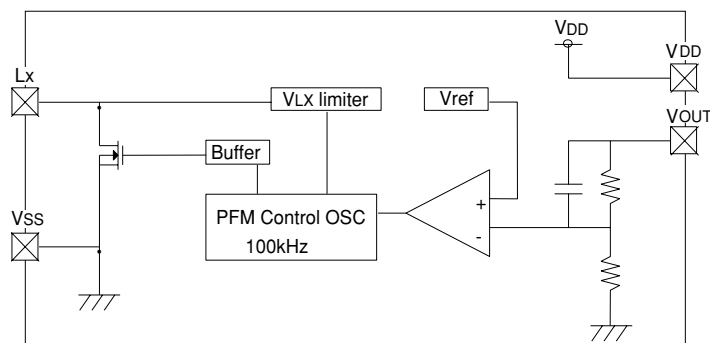 VDD
VDD
Lx
VLX limiter
Vref
VOUT
Buffer
VSS
PFM Control OSC
100kHz
+
-